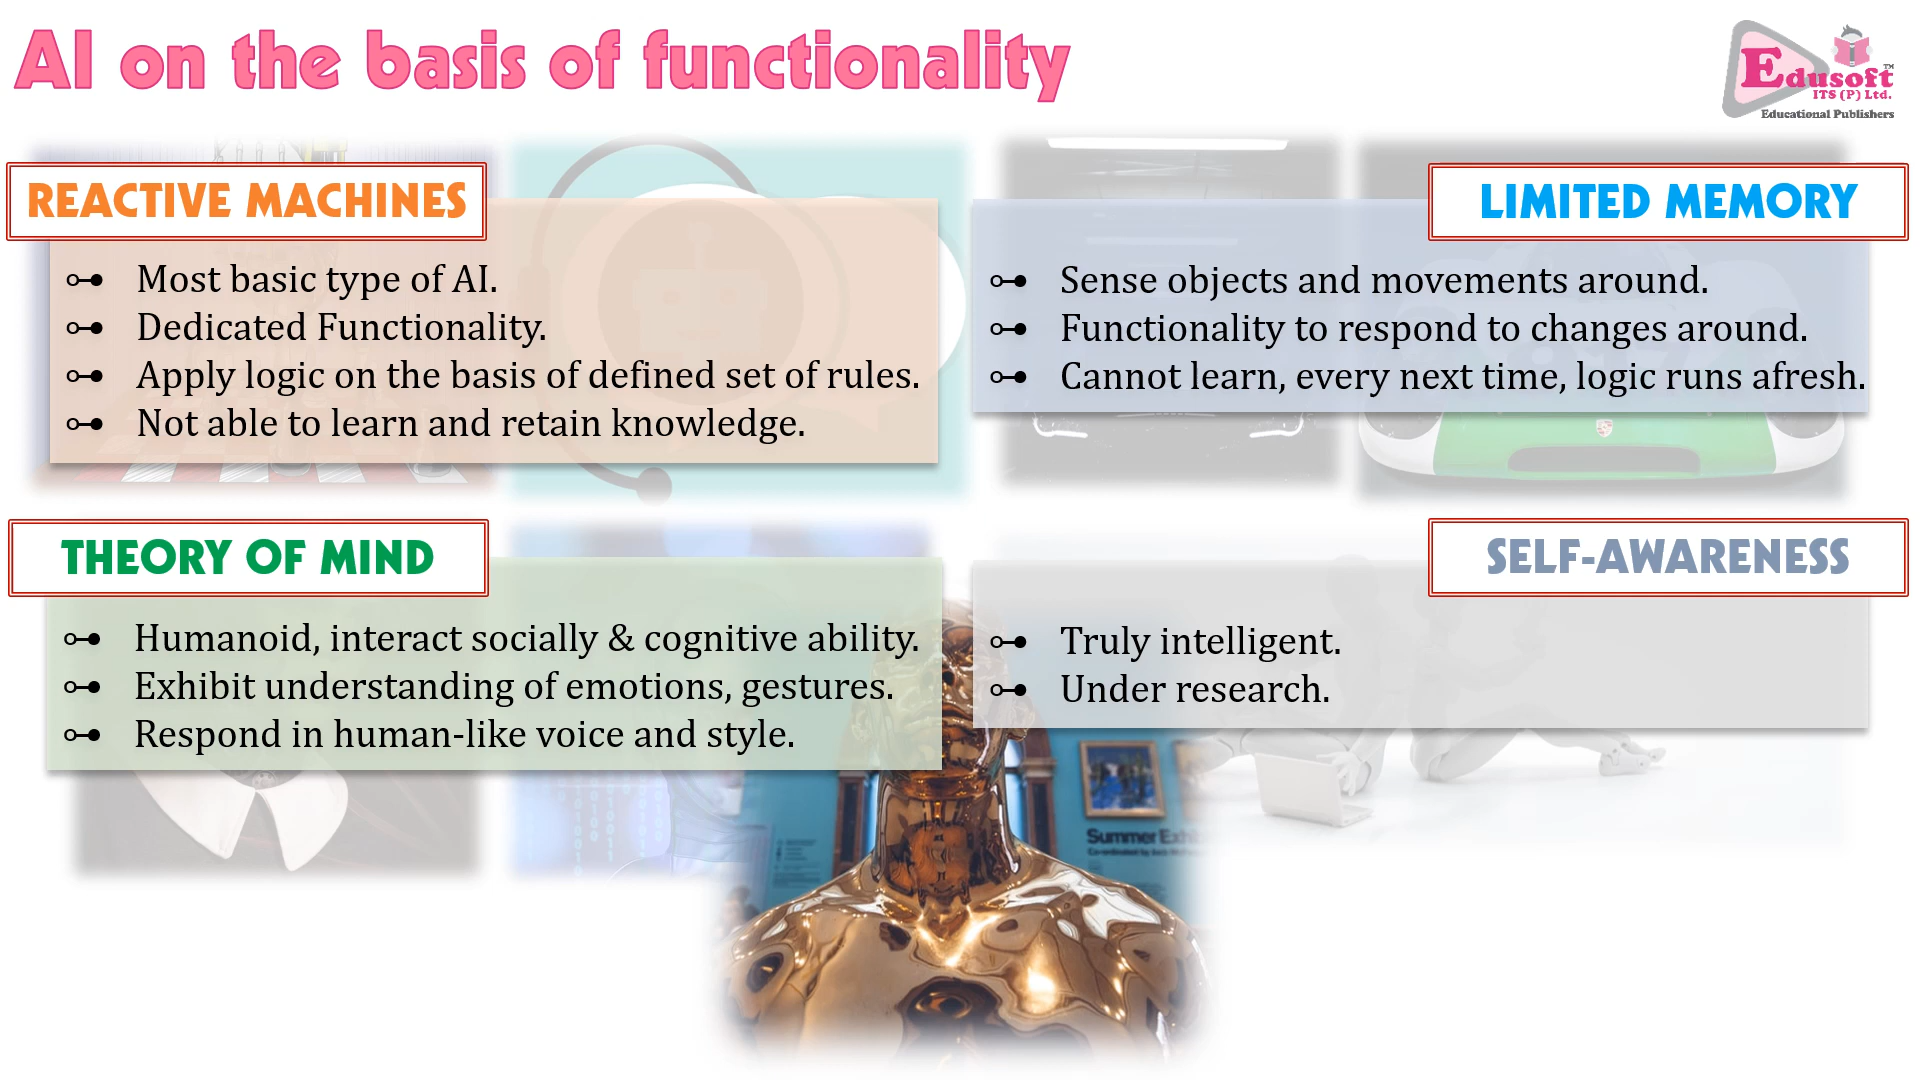 AI on the basis of functionality
Edusoft™
ITS (P) Ltd.
Educational Publishers
REACTIVE MACHINES
Most basic type of AI.
Dedicated Functionality.
Apply logic on the basis of defined set of rules.
Not able to learn and retain knowledge.
LIMITED MEMORY
Sense objects and movements around.
Functionality to respond to changes around.
Cannot learn, every next time, logic runs afresh.
THEORY OF MIND
Humanoid, interact socially & cognitive ability.
Exhibit understanding of emotions, gestures.
Respond in human-like voice and style.
SELF-AWARENESS
Truly intelligent.
Under research.
Summer Exhi